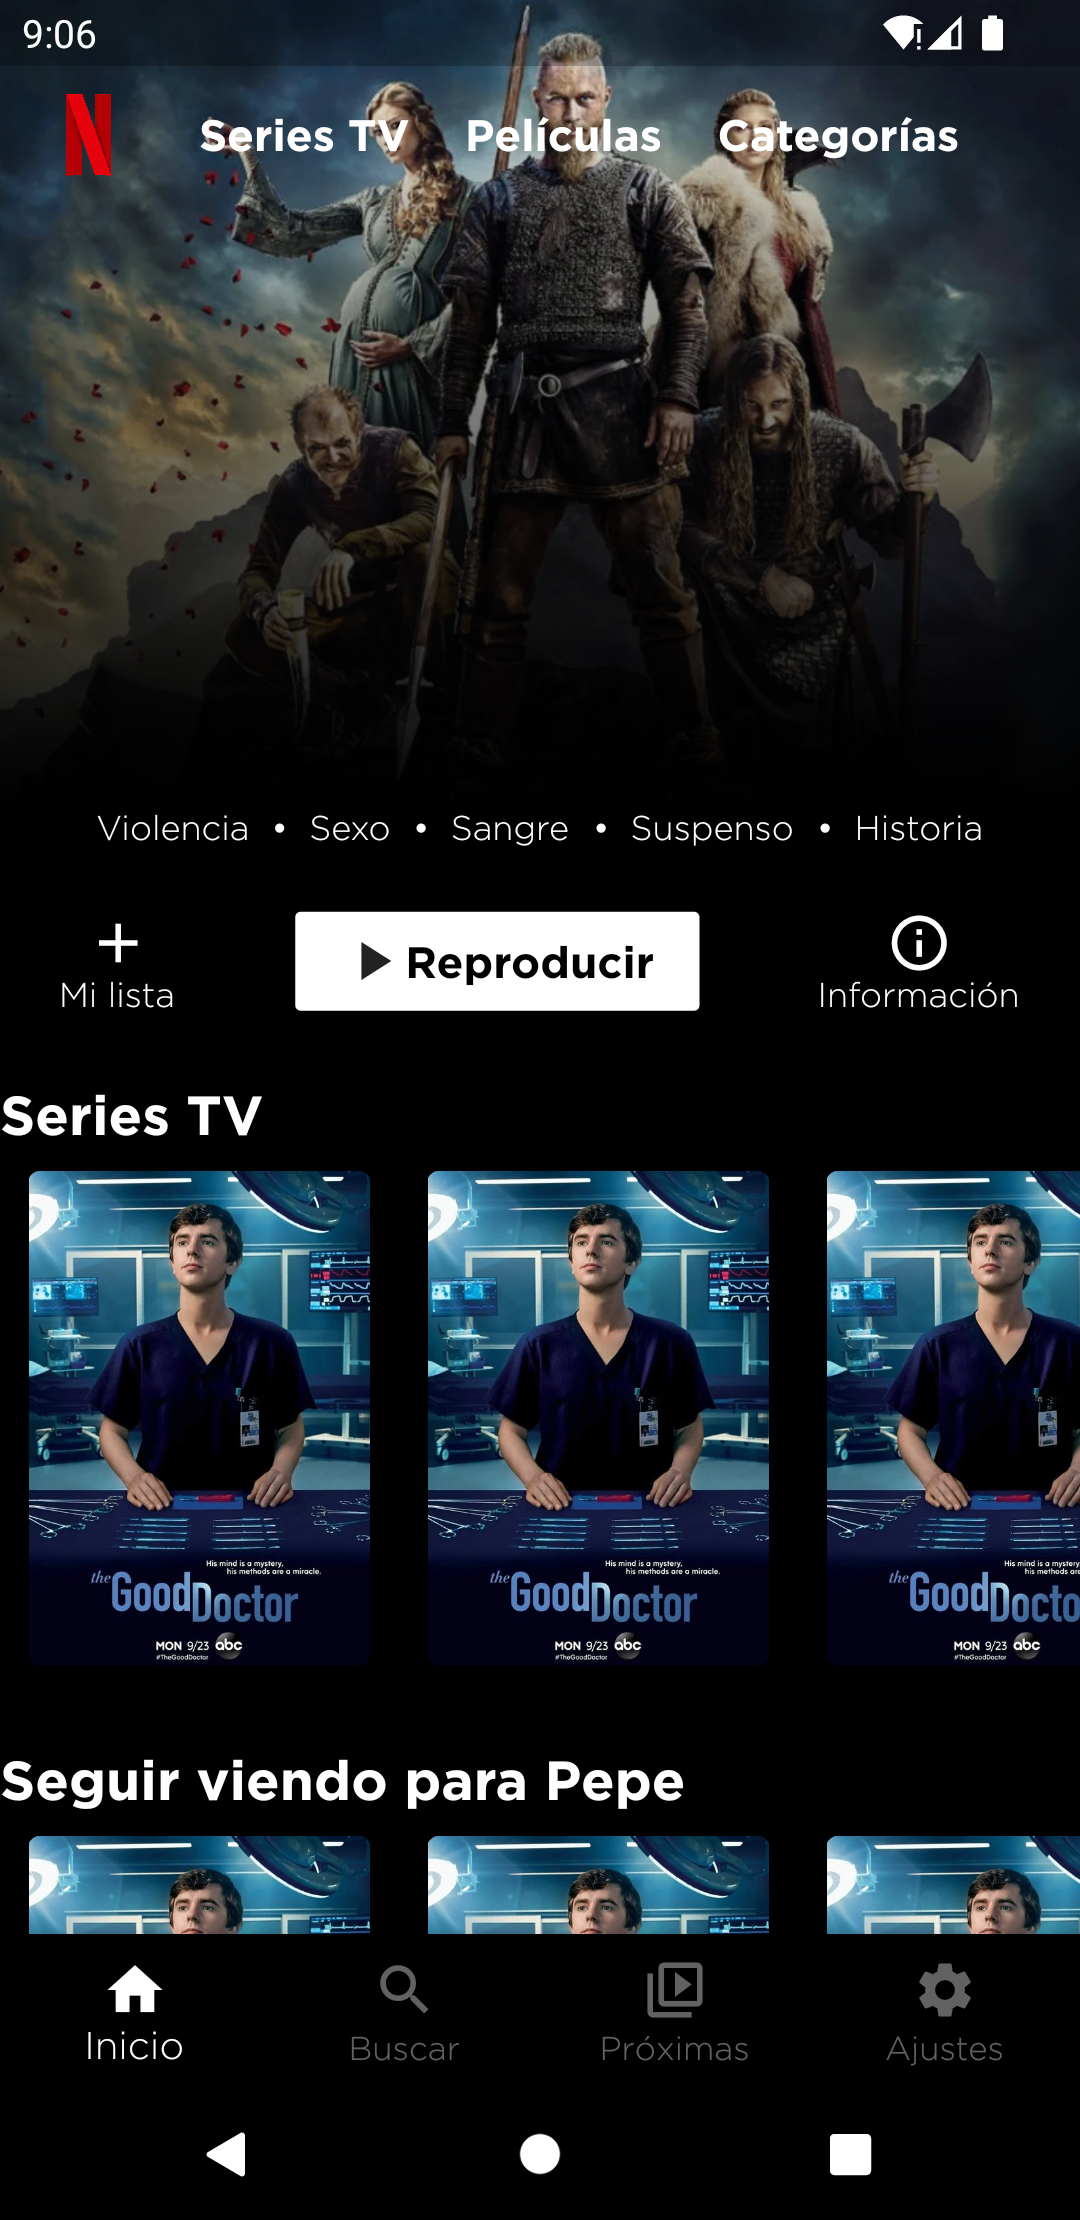 9:06
N Series TV Películas Categorías
Violencia • Sexo • Sangre • Suspenso • Historia
Mi lista
Reproducir
Información
Series TV
His mind is a mystery,
his methods are a miracle.
the Good Doctor
MON 9/23 abc
#TheGoodDoctor
His mind is a mystery,
his methods are a miracle.
the Good Doctor
MON 9/23 abc
#TheGoodDoctor
His mind is a myste
his methods are a
the Good Docto
MON 9/23 abc
#TheGoodDoctor
Seguir viendo para Pepe
Inicio Buscar Próximas Ajustes